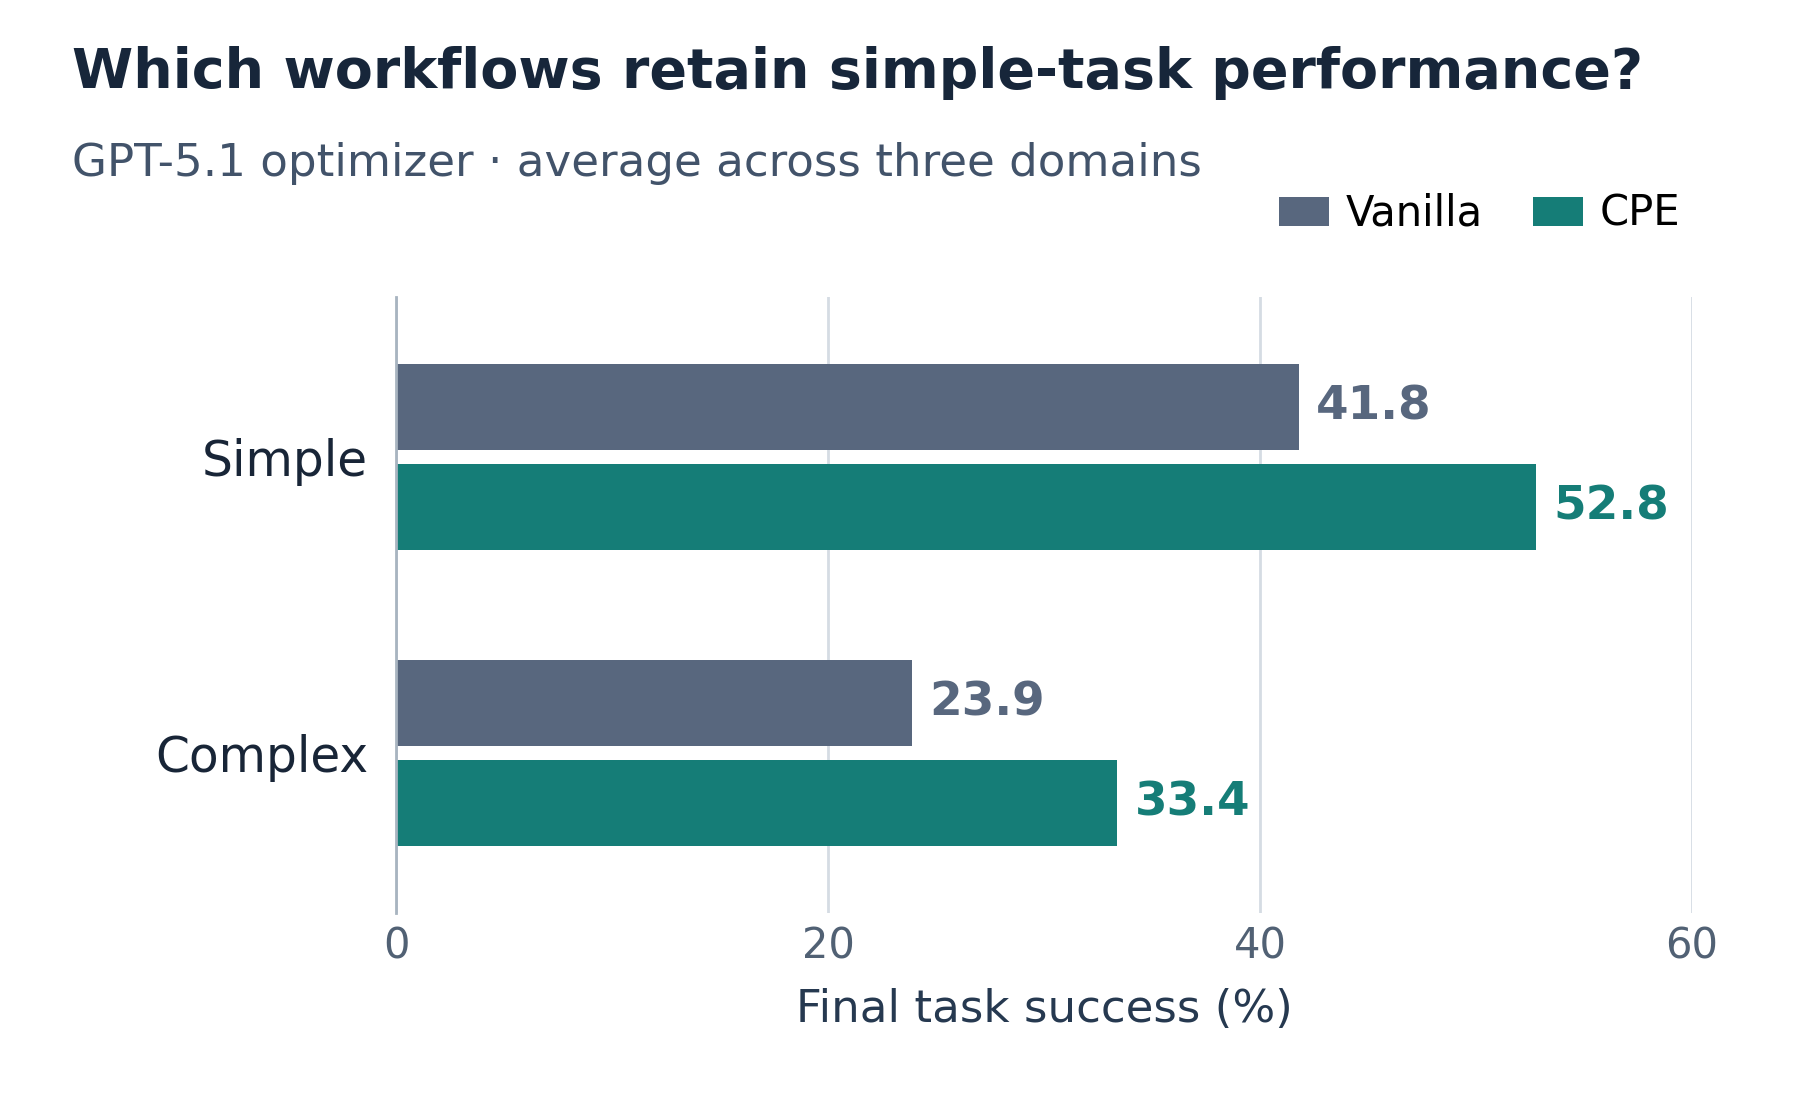 Which workflows retain simple-task performance?
GPT-5.1 optimizer · average across three domains
Vanilla CPE
41.8
Simple
52.8
23.9
Complex
33.4
0 20 40 60
Final task success (%)